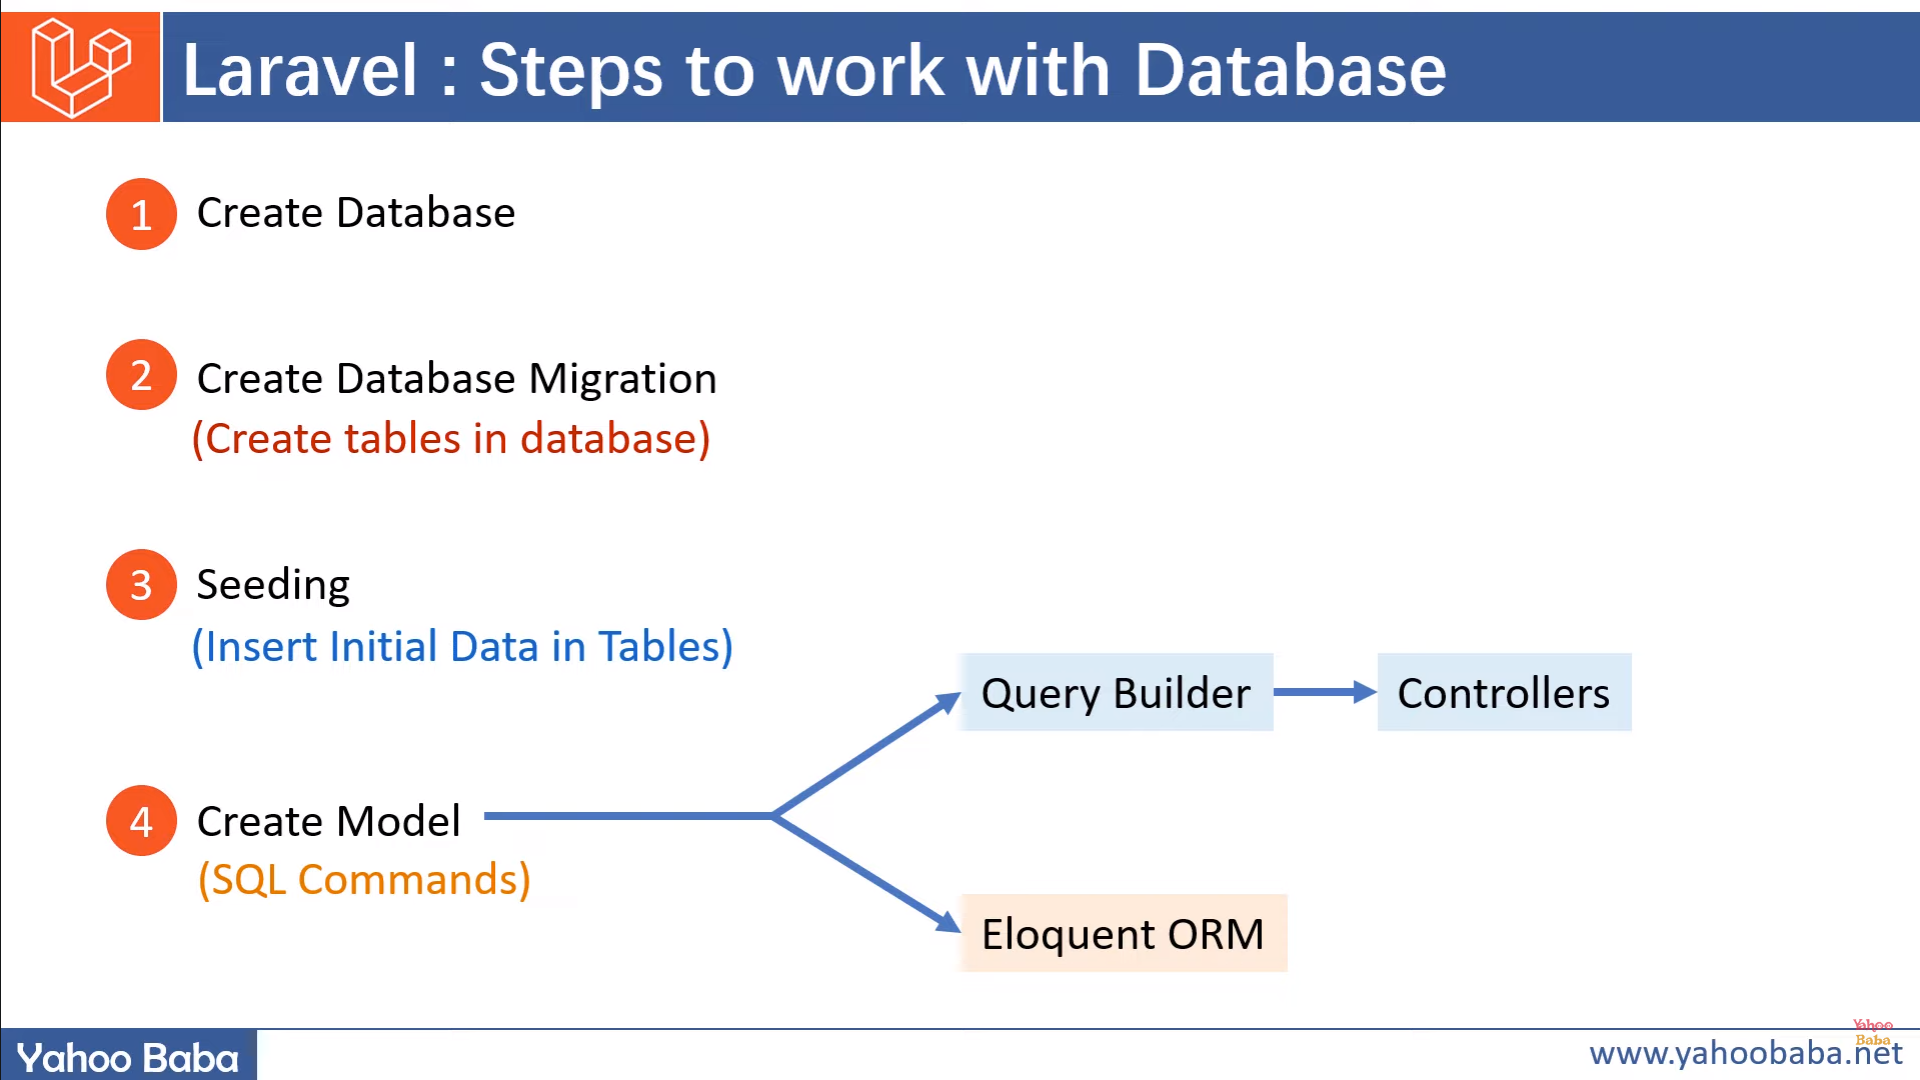 Laravel : Steps to work with Database
1 Create Database
2 Create Database Migration
(Create tables in database)
3 Seeding
(Insert Initial Data in Tables)
Query Builder
Controllers
4 Create Model
(SQL Commands)
Eloquent ORM
Yahoo Baba
Yahoo
Baba
www.yahoobaba.net